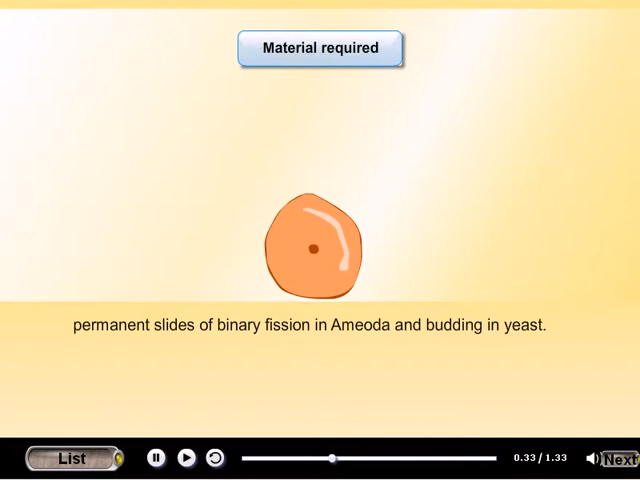 Material required
permanent slides of binary fission in Ameoda and budding in yeast.
List
0.33 / 1.33
Next